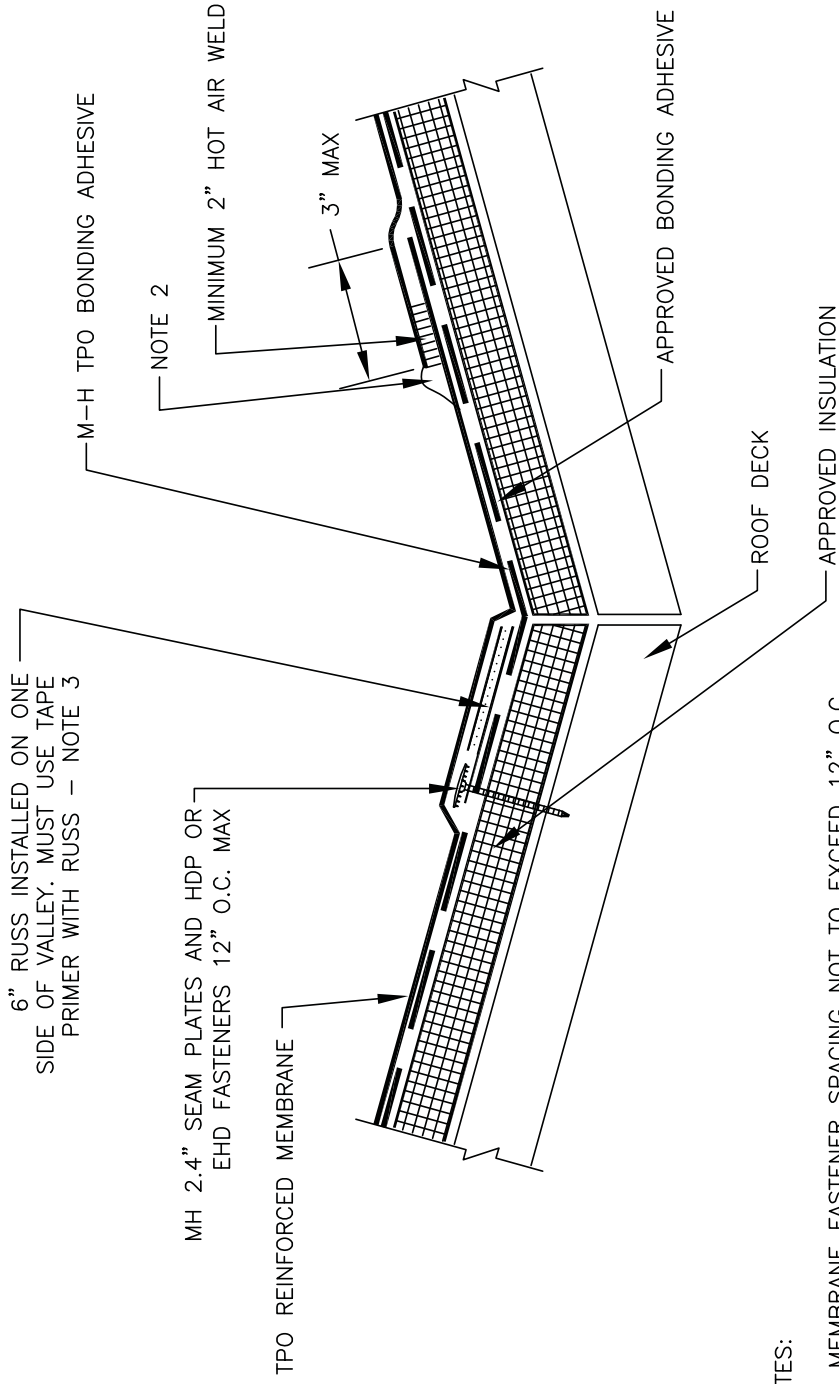 6" RUSS INSTALLED ON ONE
SIDE OF VALLEY. MUST USE TAPE
PRIMER WITH RUSS – NOTE 3
MH 2.4" SEAM PLATES AND HDP OR
EHD FASTENERS 12" O.C. MAX
TPO REINFORCED MEMBRANE
M–H TPO BONDING ADHESIVE
NOTE 2
MINIMUM 2" HOT AIR WELD
3" MAX
APPROVED BONDING ADHESIVE
ROOF DECK
APPROVED INSULATION
TES:
MEMBRANE FASTENER SPACING NOT TO EXCEED 12" O.C.